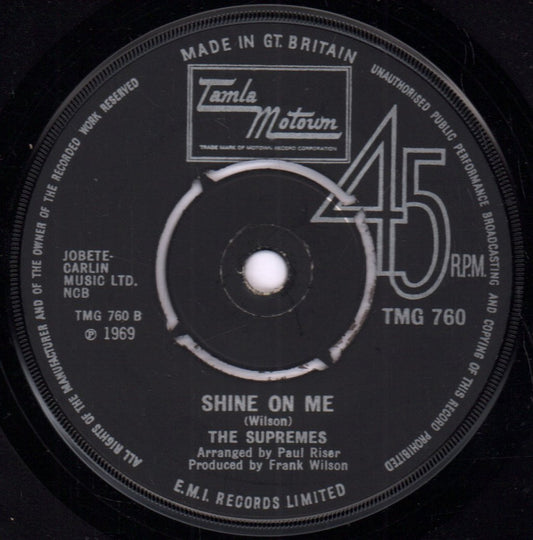 MADE IN GT. BRITAIN
UNAUTHORISED PUBLIC PERFORMANCE BROADCASTING AND COPYING OF THIS RECORD PROHIBITED
ALL RIGHTS OF THE MANUFACTURER AND OF THE OWNER OF THE RECORDED WORK RESERVED
Tamla
Motown
TRADE MARK OF MOTOWN RECORD CORPORATION
45
R.P.M.
JOBETE-
CARLIN
MUSIC LTD.
NCB
TMG 760 B
℗ 1969
TMG 760
SHINE ON ME
(Wilson)
THE SUPREMES
Arranged by Paul Riser
Produced by Frank Wilson
E.M.I. RECORDS LIMITED